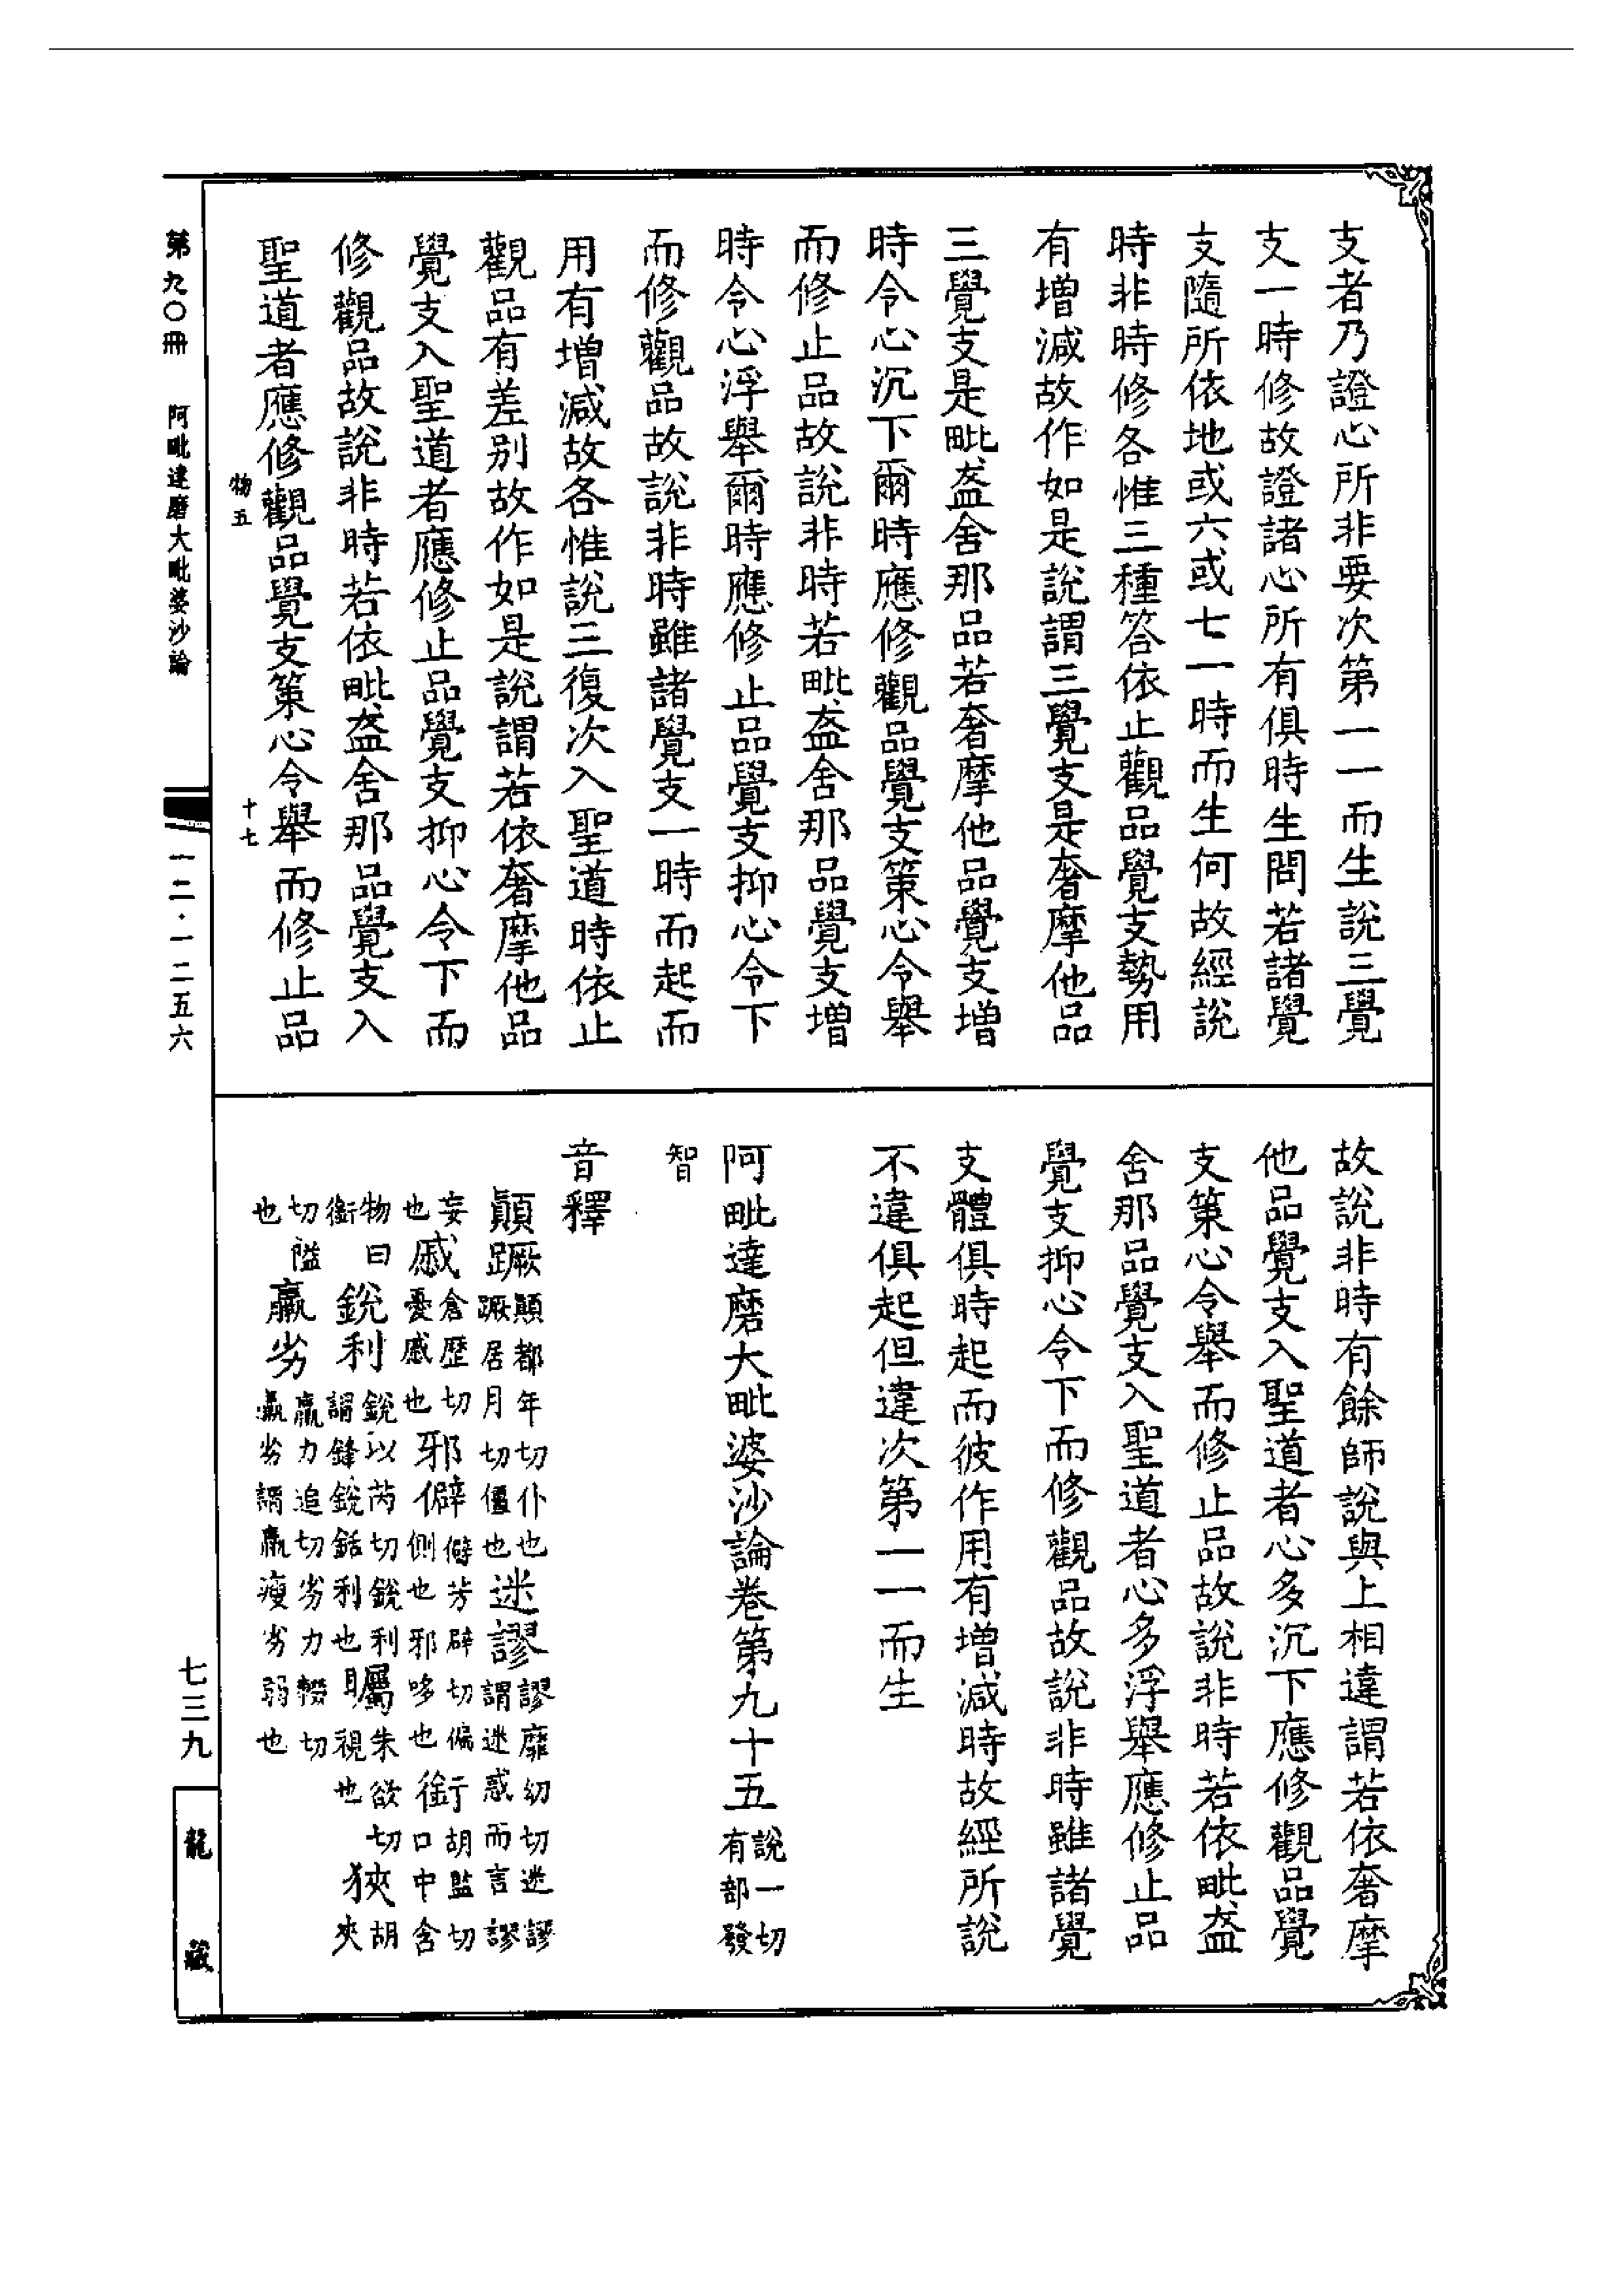 支者乃證心所非要次第一一而生說三覺
支一時修故證諸心所有俱時生問若諸覺
支隨所依地或六或七一時而生何故經說
時非時修各惟三種答依止觀品覺支勢用
有增減故作如是說謂三覺支是奢摩他品
三覺支是毗盋舍那品若奢摩他品覺支增
時令心沉下爾時應修觀品覺支策心令舉
而修止品故說非時若毗盋舍那品覺支增
時令心浮舉爾時應修止品覺支抑心令下
而修觀品故說非時雖諸覺支一時而起而
用有增減故各惟說三復次入聖道時依止
觀品有差別故作如是說謂若依奢摩他品
覺支入聖道者應修止品覺支抑心令下而
修觀品故說非時若依毗盋舍那品覺支入
聖道者應修觀品覺支策心令舉而修止品
故說非時有餘師說與上相違謂若依奢摩
他品覺支入聖道者心多沉下應修觀品覺
支策心令舉而修止品故說非時若依毗盋
舍那品覺支入聖道者心多浮舉應修止品
覺支抑心令下而修觀品故說非時雖諸覺
支體俱時起而彼作用有增減時故經所說
不違俱起但違次第一一而生
阿毗達磨大毗婆沙論卷第九十五說一切有部發
智
音釋
顚蹶顚都年切仆也蹶居月切僵也迷謬謬靡幼切迷謬謂迷惑而言謬
妄也慼倉歷切憂慼也邪僻僻芳辟切偏側也邪哆也銜胡監切口中含
物曰銜銳利銳以芮切銳利謂鋒銳銛利也矚朱欲切視也狹胡夾
切隘也羸劣羸力追切劣力輟切羸劣謂羸瘦劣弱也
第九〇冊 阿毗達磨大毗婆沙論
物五
十七
一二·一二五六
七三九
龍藏